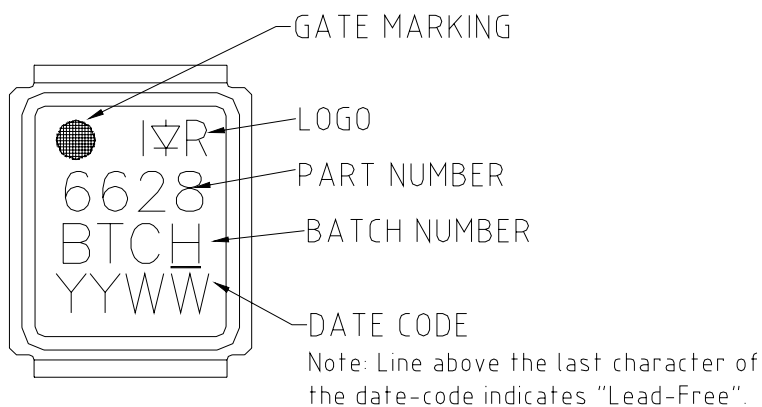 GATE MARKING
I R
LOGO
6628
PART NUMBER
BTCH
BATCH NUMBER
YYWW
DATE CODE
Note: Line above the last character of
the date-code indicates "Lead-Free".